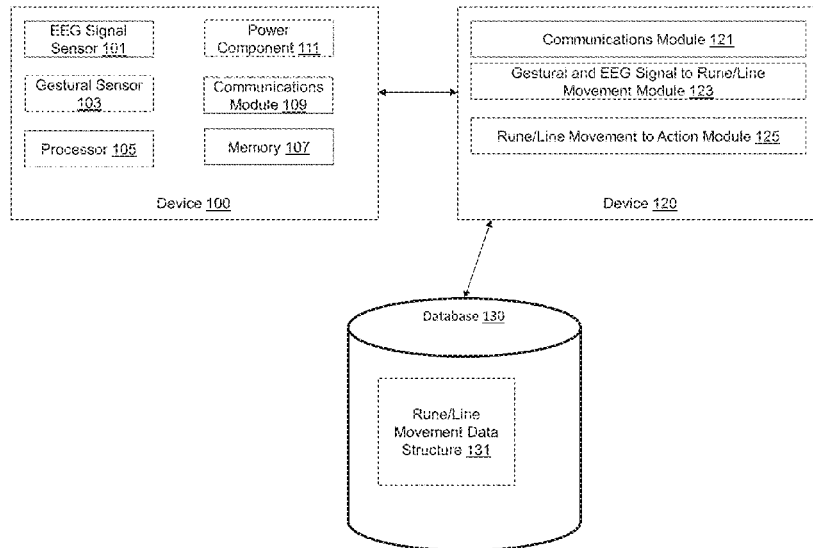 EEG Signal
Sensor 101
Power
Component 111
Gestural Sensor
103
Communications
Module 109
Processor 105
Memory 107
Device 100
Communications Module 121
Gestural and EEG Signal to Rune/Line
Movement Module 123
Rune/Line Movement to Action Module 125
Device 120
Database 130
Rune/Line
Movement Data
Structure 131